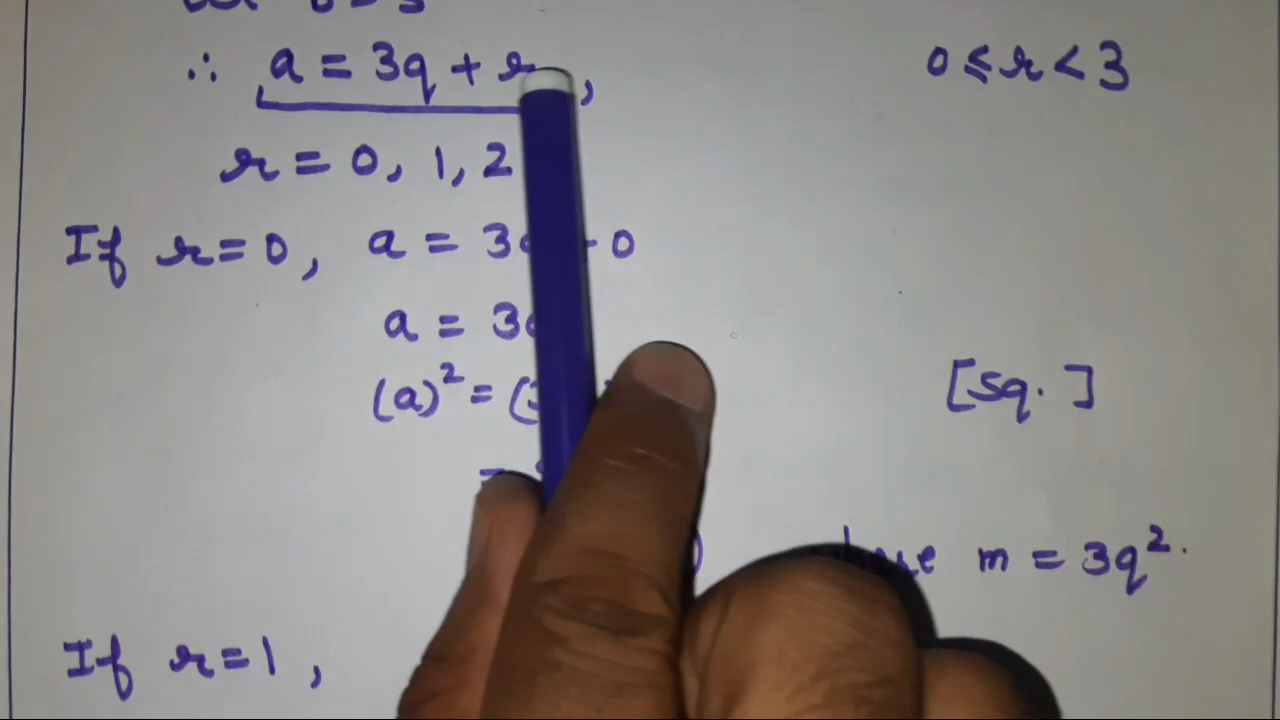 ∴ a = 3q + r, 0 ≤ r < 3
r = 0, 1, 2
If r = 0, a = 3 0
a = 3
(a)² = ( [Sq.]
=
) m = 3q².
If r = 1,